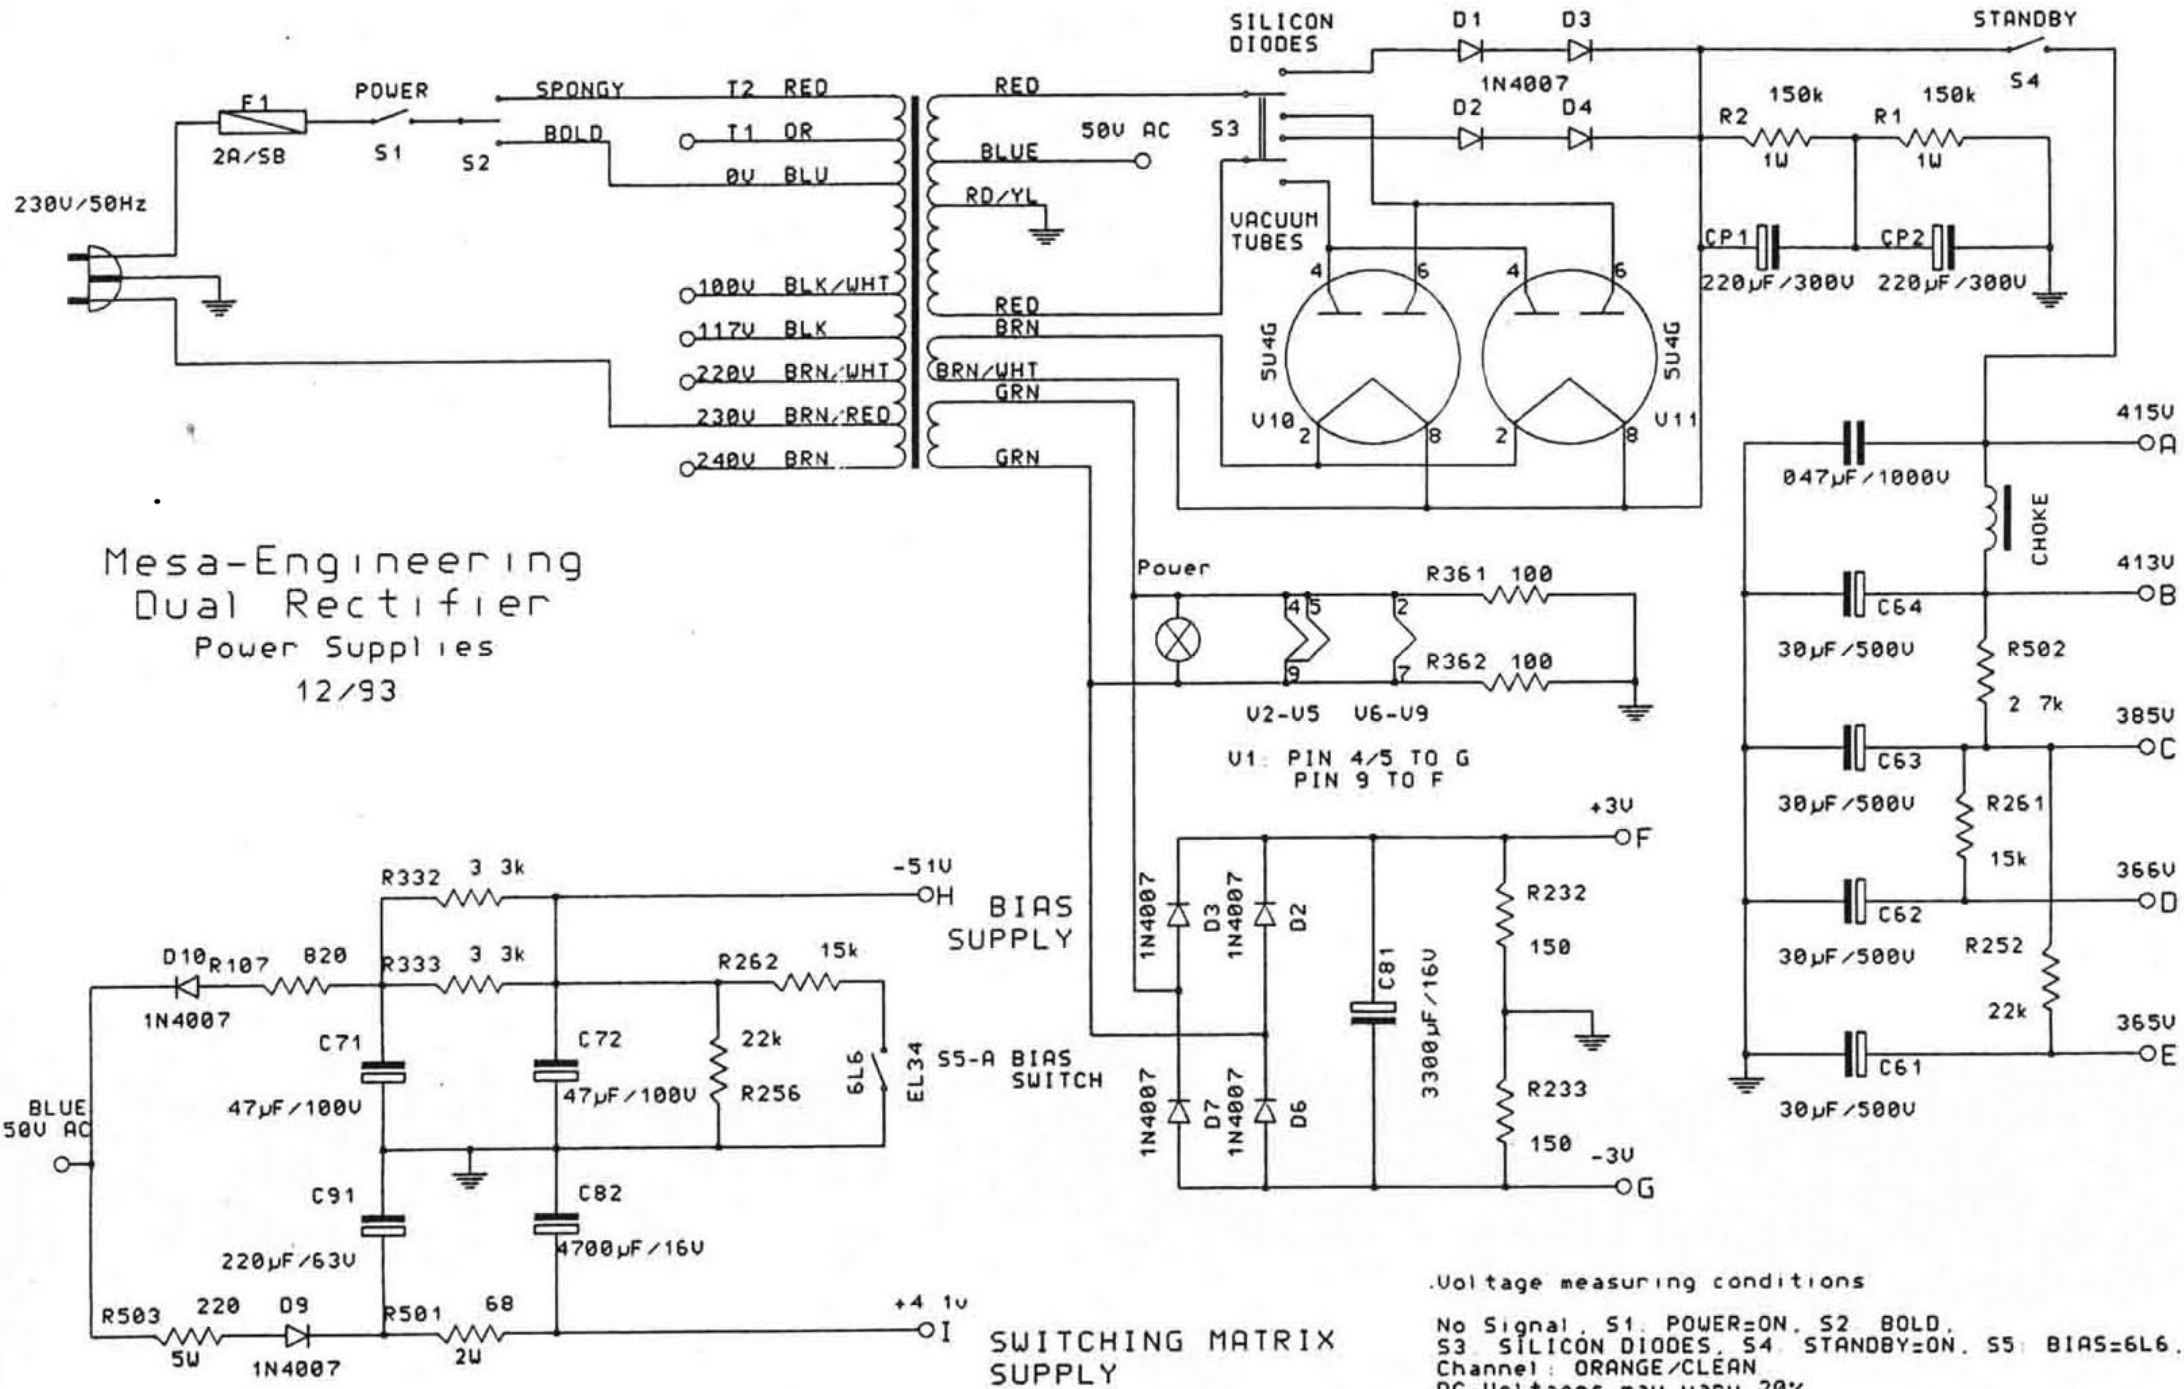 SILICON
DIODES
D1 D3
STANDBY
1N4007
S4
F1
POWER
SPONGY
T2 RED
RED
2A/SB
S1
S2
BOLD
T1 OR
50V AC
S3
D2 D4
150k
150k
R2
R1
1W
1W
0V BLU
BLUE
RD/YL
230V/50Hz
VACUUM
TUBES
CP1
CP2
220µF/300V
220µF/300V
4 6
4 6
100V BLK/WHT
117V BLK
220V BRN/WHT
230V BRN/RED
240V BRN
RED
BRN
BRN/WHT
GRN
GRN
5U4G
5U4G
V10
V11
2 8
2 8
415V
A
047µF/1000V
CHOKE
413V
B
C64
30µF/500V
R502
2 7k
385V
C
C63
30µF/500V
R261
15k
366V
D
C62
30µF/500V
R252
22k
365V
E
C61
30µF/500V
Mesa-Engineering
Dual Rectifier
Power Supplies
12/93
Power
4 5
2
R361 100
9
7
R362 100
V2-V5 V6-V9
V1: PIN 4/5 TO G
PIN 9 TO F
+3V
F
1N4007
D3
1N4007
D2
C81
3300µF/16V
R232
150
1N4007
D7
1N4007
D6
R233
150
-3V
G
R332 3 3k
-51V
H
BIAS
SUPPLY
D10
R107 820
R333 3 3k
R262 15k
1N4007
C71
47µF/100V
C72
47µF/100V
22k
R256
6L6
EL34
S5-A BIAS
SWITCH
BLUE
50V AC
C91
220µF/63V
C82
4700µF/16V
R503 220 D9
R501 68
+4 1v
I
5W
1N4007
2W
SWITCHING MATRIX
SUPPLY
.Voltage measuring conditions
No Signal, S1: POWER=ON, S2 BOLD,
S3 SILICON DIODES, S4 STANDBY=ON, S5: BIAS=6L6,
Channel: ORANGE/CLEAN
DC-Voltages may vary 20%